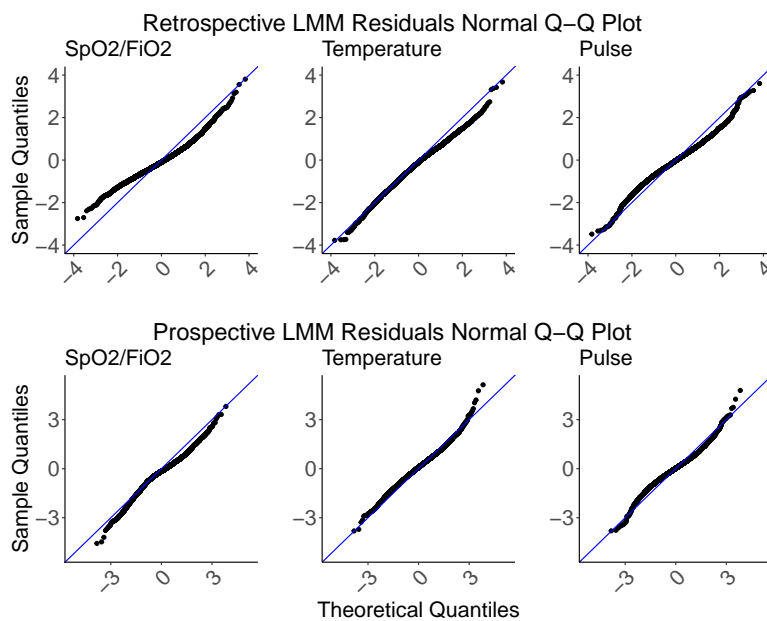 Retrospective LMM Residuals Normal Q−Q Plot
SpO2/FiO2 Temperature Pulse
Sample Quantiles
4
2
0
−2
−4
−4 −2 0 2 4
4
2
0
−2
−4
−4 −2 0 2 4
4
2
0
−2
−4
−4 −2 0 2 4
Prospective LMM Residuals Normal Q−Q Plot
SpO2/FiO2 Temperature Pulse
Sample Quantiles
3
0
−3
−3 0 3
3
0
−3
−3 0 3
3
0
−3
−3 0 3
Theoretical Quantiles